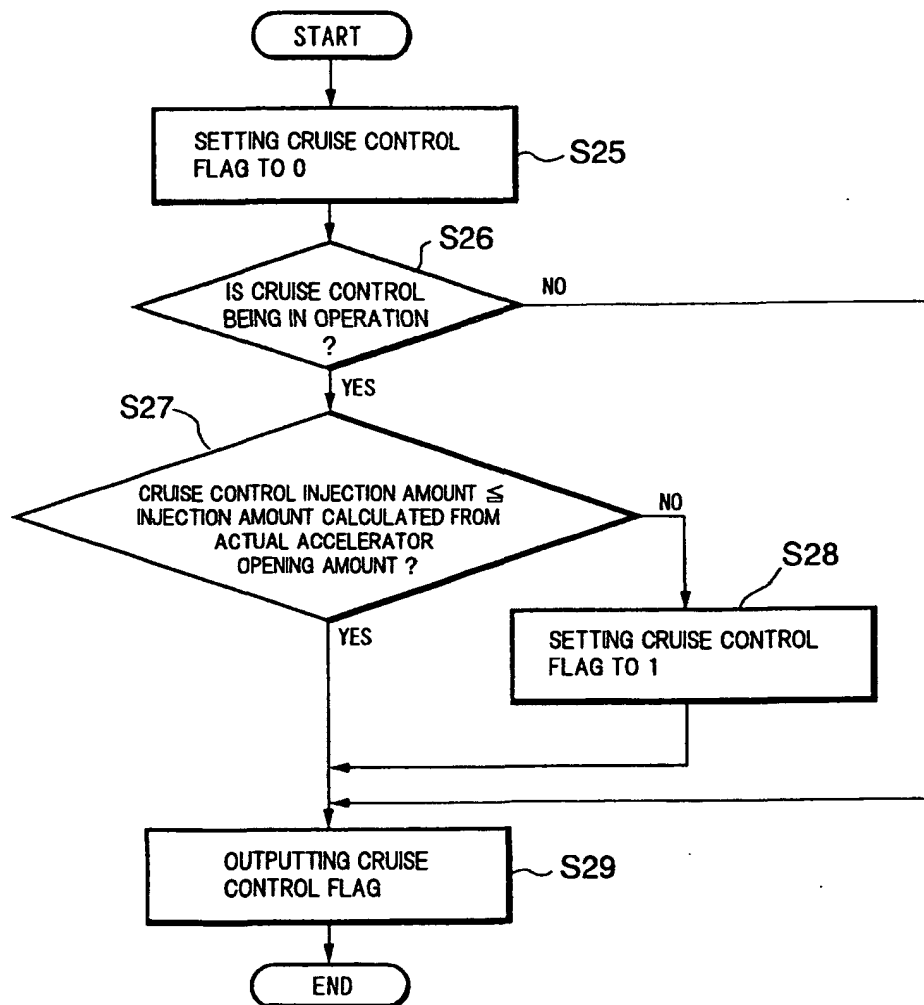 START
SETTING CRUISE CONTROL
FLAG TO 0
S25
S26
IS CRUISE CONTROL
BEING IN OPERATION
?
NO
YES
S27
CRUISE CONTROL INJECTION AMOUNT ≦
INJECTION AMOUNT CALCULATED FROM
ACTUAL ACCELERATOR
OPENING AMOUNT ?
NO
YES
S28
SETTING CRUISE CONTROL
FLAG TO 1
OUTPUTTING CRUISE
CONTROL FLAG
S29
END